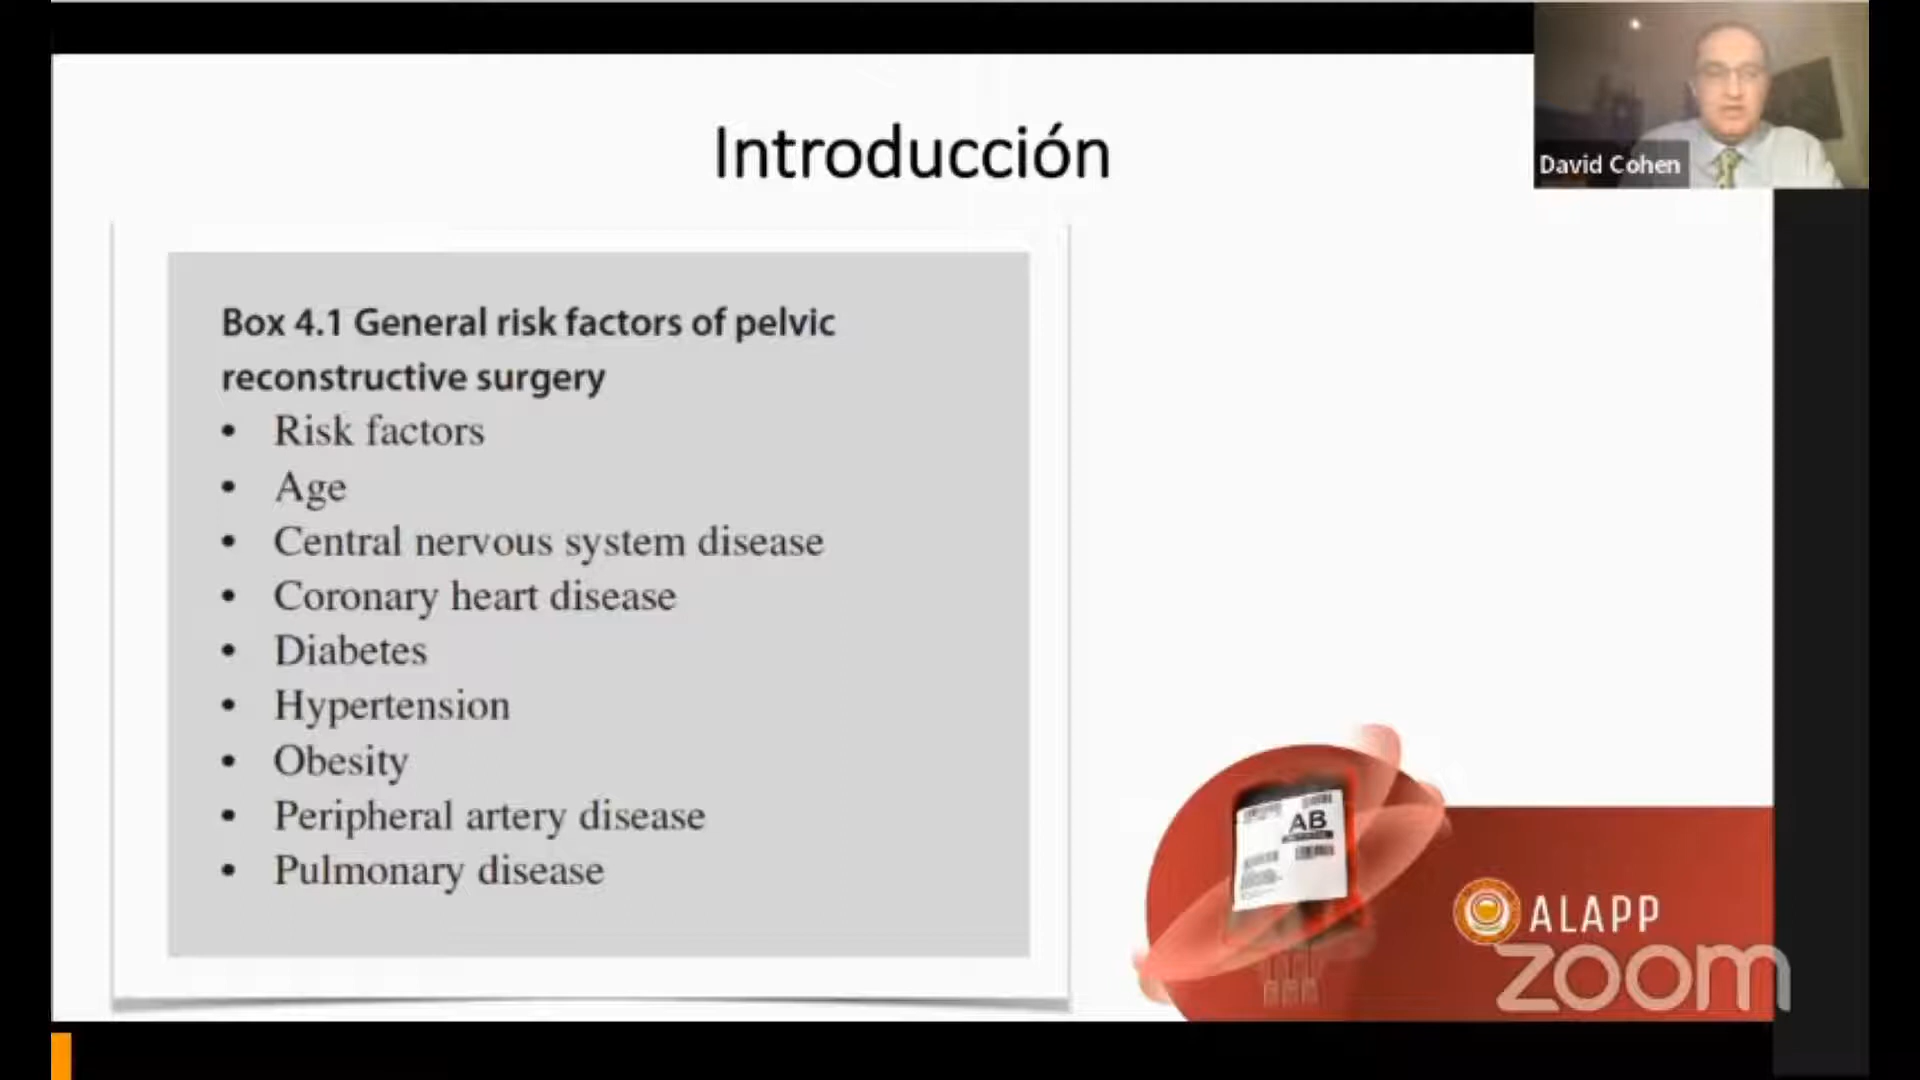 Introducción
David Cohen
Box 4.1 General risk factors of pelvic
reconstructive surgery
• Risk factors
• Age
• Central nervous system disease
• Coronary heart disease
• Diabetes
• Hypertension
• Obesity
• Peripheral artery disease
• Pulmonary disease
AB
ALAPP
zoom